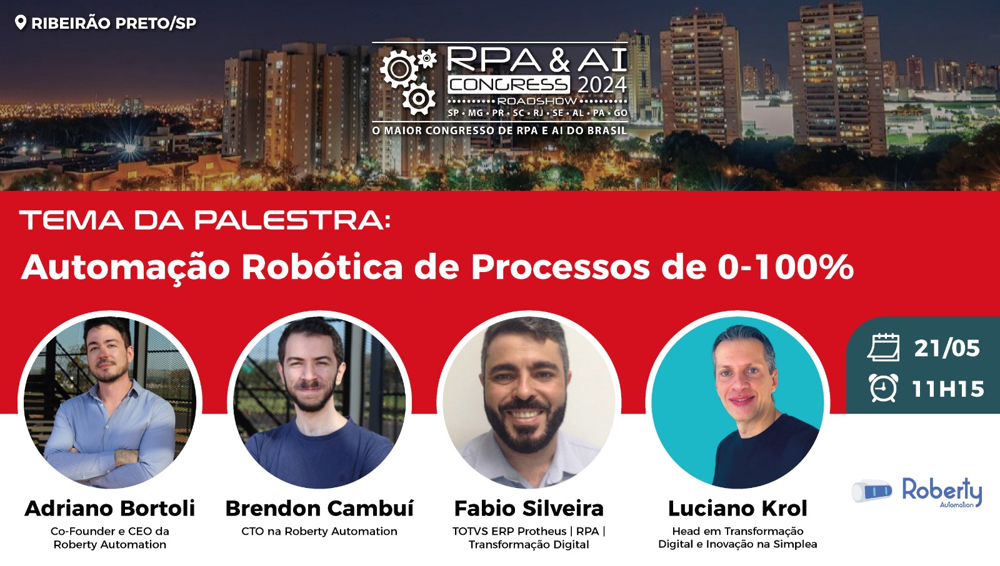 RIBEIRÃO PRETO/SP
RPA & AI
CONGRESS 2024
ROADSHOW
SP • MG • PR • SC • RJ • SE • AL • PA • GO
O MAIOR CONGRESSO DE RPA E AI DO BRASIL
TEMA DA PALESTRA:
Automação Robótica de Processos de 0-100%
21/05
11H15
Adriano Bortoli
Co-Founder e CEO da
Roberty Automation
Brendon Cambuí
CTO na Roberty Automation
Fabio Silveira
TOTVS ERP Protheus | RPA |
Transformação Digital
Luciano Krol
Head em Transformação
Digital e Inovação na Simplea
Roberty
Automation